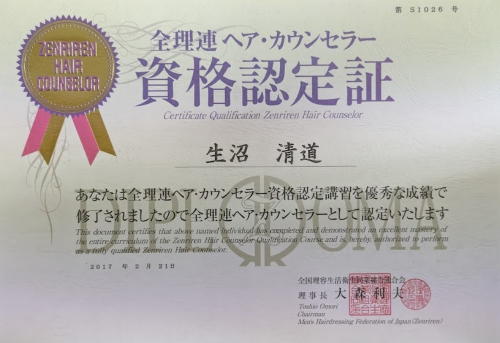 第 S1026 号
ZENRIREN
HAIR
COUNSELOR
全理連 ヘア・カウンセラー
資格認定証
Certificate Qualification Zenriren Hair Counselor
生沼 清道
あなたは全理連ヘア・カウンセラー資格認定講習を優秀な成績で
修了されましたので全理連ヘア・カウンセラーとして認定いたします
This document certifies that above named individual has completed and demonstrated an excellent mastery of
the entire curriculum of the Zenriren Hair Counselor Qualification Course and is hereby authorized to perform
as a fully qualified Zenriren Hair Counselor.
DIPLOMA
2017 年 2 月 21日
全国理容生活衛生同業組合連合会
理事長 大森利夫
Toshio Omori
Chairman
Men's Hairdressing Federation of Japan (Zenriren)